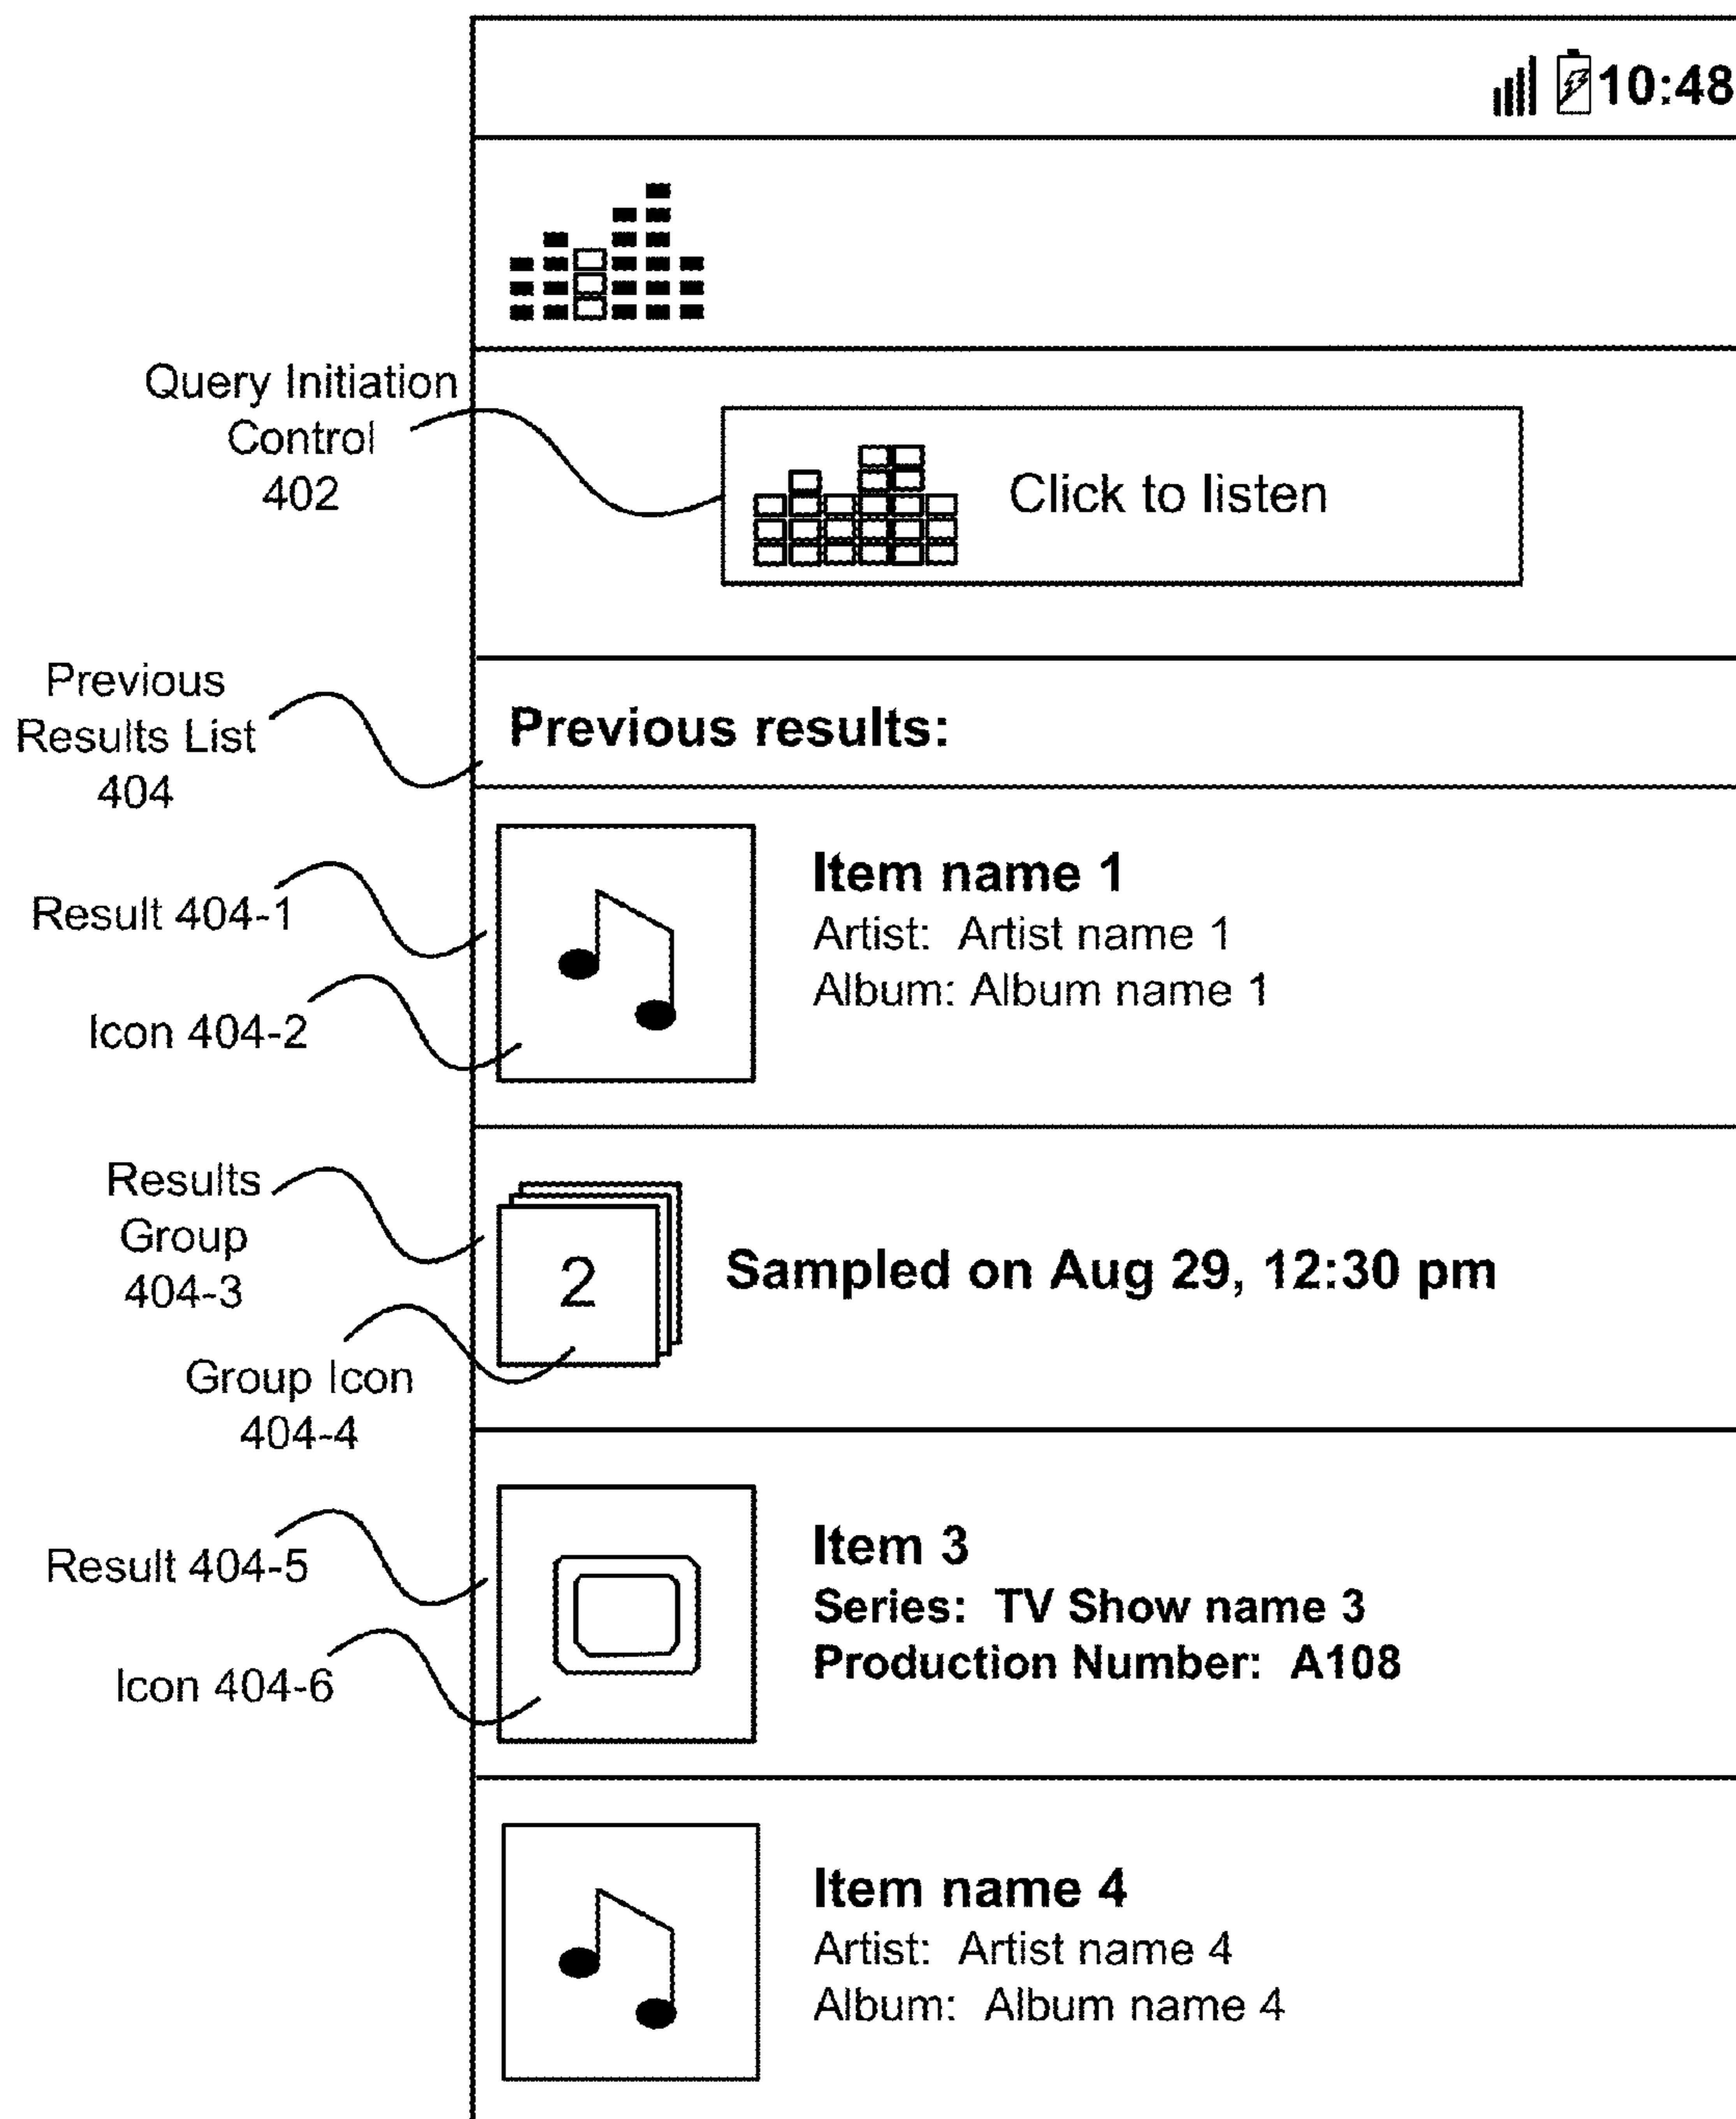 10:48
Query Initiation
Control
402
Click to listen
Previous
Results List
404
Previous results:
Result 404-1
Icon 404-2
Item name 1
Artist: Artist name 1
Album: Album name 1
Results
Group
404-3
Group Icon
404-4
2
Sampled on Aug 29, 12:30 pm
Result 404-5
Icon 404-6
Item 3
Series: TV Show name 3
Production Number: A108
Item name 4
Artist: Artist name 4
Album: Album name 4